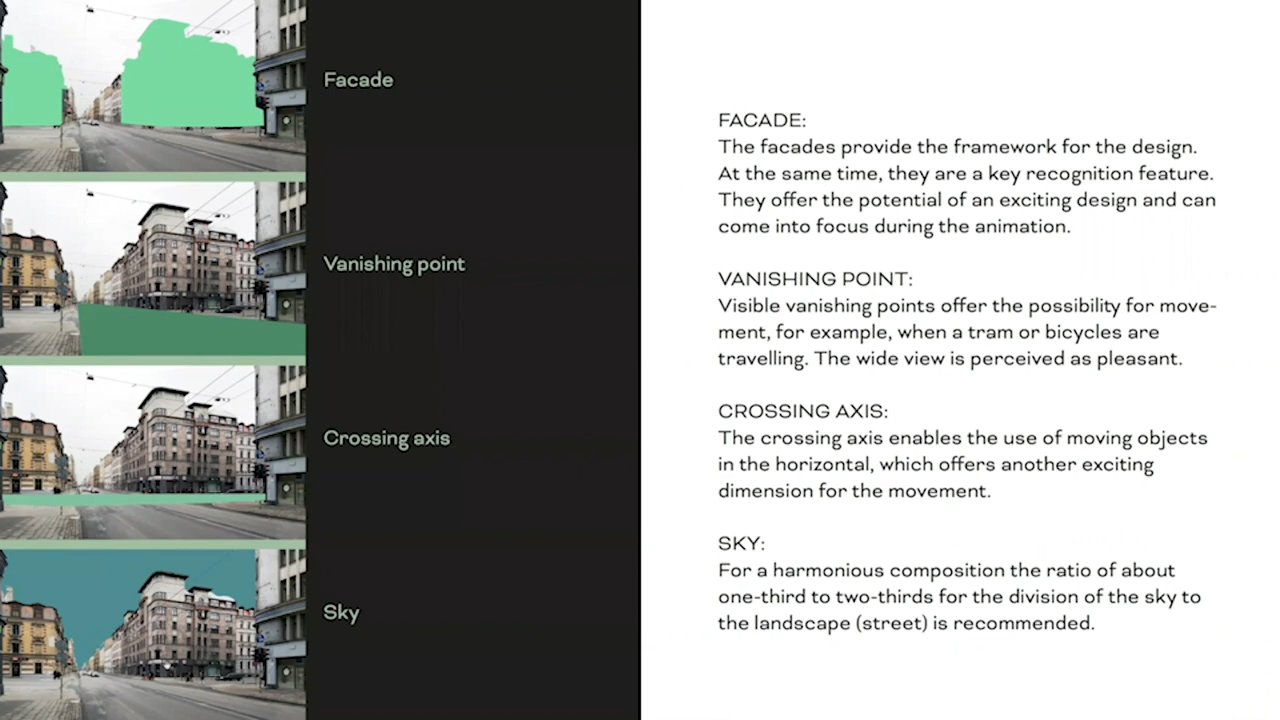 Facade
Vanishing point
Crossing axis
Sky
FACADE:
The facades provide the framework for the design.
At the same time, they are a key recognition feature.
They offer the potential of an exciting design and can
come into focus during the animation.
VANISHING POINT:
Visible vanishing points offer the possibility for move-
ment, for example, when a tram or bicycles are
travelling. The wide view is perceived as pleasant.
CROSSING AXIS:
The crossing axis enables the use of moving objects
in the horizontal, which offers another exciting
dimension for the movement.
SKY:
For a harmonious composition the ratio of about
one-third to two-thirds for the division of the sky to
the landscape (street) is recommended.